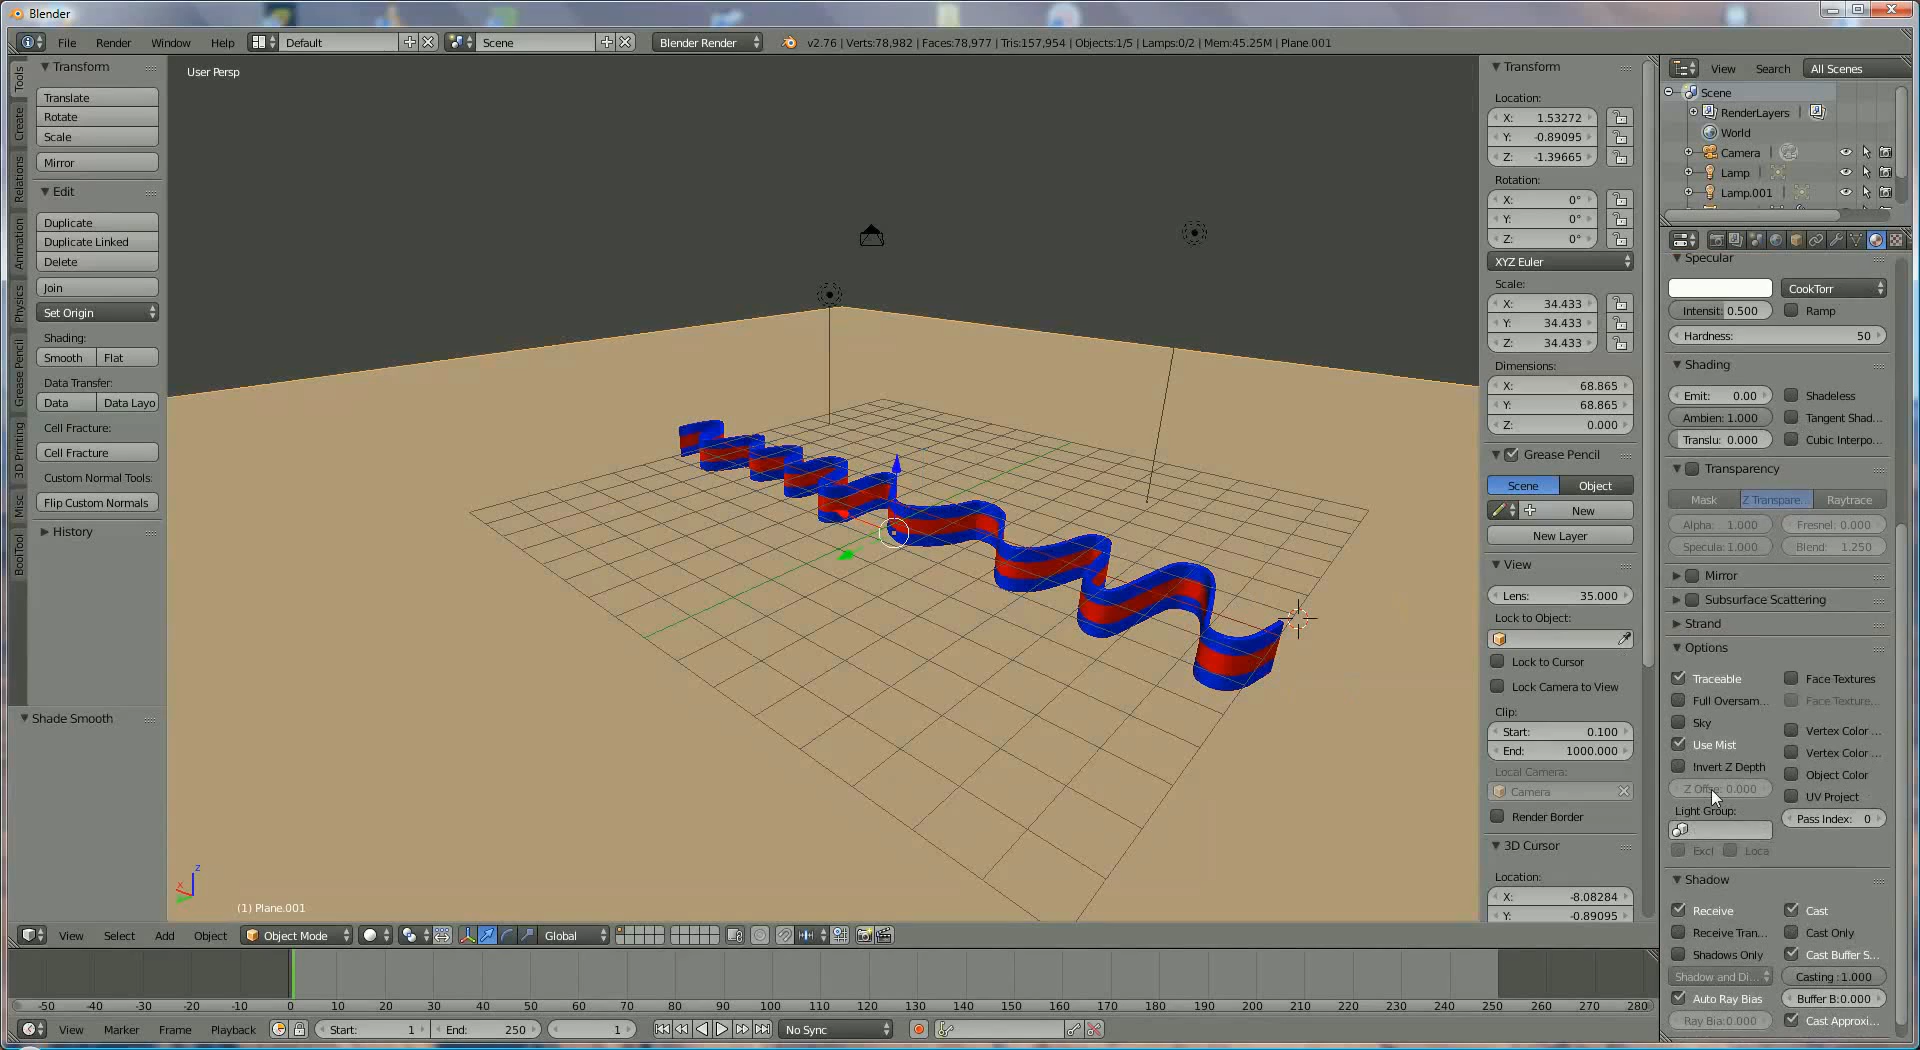 Blender
File Render Window Help Default Scene Blender Render v2.76 | Verts:78,982 | Faces:78,977 | Tris:157,954 | Objects:1/5 | Lamps:0/2 | Mem:45.25M | Plane.001
Tools
Create
Relations
Animation
Physics
Grease Pencil
3D Printing
Misc
BoolTool
Transform
Translate
Rotate
Scale
Mirror
Edit
Duplicate
Duplicate Linked
Delete
Join
Set Origin
Shading:
Smooth Flat
Data Transfer:
Data Data Layo
Cell Fracture:
Cell Fracture
Custom Normal Tools:
Flip Custom Normals
History
Shade Smooth
User Persp
(1) Plane.001
z
x
Transform
Location:
X: 1.53272
Y: -0.89095
Z: -1.39665
Rotation:
X: 0°
Y: 0°
Z: 0°
XYZ Euler
Scale:
X: 34.433
Y: 34.433
Z: 34.433
Dimensions:
X: 68.865
Y: 68.865
Z: 0.000
Grease Pencil
Scene Object
New
New Layer
View
Lens: 35.000
Lock to Object:
Lock to Cursor
Lock Camera to View
Clip:
Start: 0.100
End: 1000.000
Local Camera:
Camera
Render Border
3D Cursor
Location:
X: -8.08284
Y: -0.89095
View Search All Scenes
Scene
RenderLayers
World
Camera
Lamp
Lamp.001
Specular
CookTorr
Intensit: 0.500 Ramp
Hardness: 50
Shading
Emit: 0.00 Shadeless
Ambien: 1.000 Tangent Shad...
Translu: 0.000 Cubic Interpo...
Transparency
Mask Z Transpare... Raytrace
Alpha: 1.000 Fresnel: 0.000
Specula: 1.000 Blend: 1.250
Mirror
Subsurface Scattering
Strand
Options
Traceable Face Textures
Full Oversam... Face Texture...
Sky Vertex Color ...
Use Mist Vertex Color ...
Invert Z Depth Object Color
Z Offse: 0.000 UV Project
Light Group: Pass Index: 0
Excl Loca
Shadow
Receive Cast
Receive Tran... Cast Only
Shadows Only Cast Buffer S...
Shadow and Di... Casting :1.000
Auto Ray Bias Buffer B:0.000
Ray Bia:0.000 Cast Approxi...
View Select Add Object Object Mode Global
-50 -40 -30 -20 -10 0 10 20 30 40 50 60 70 80 90 100 110 120 130 140 150 160 170 180 190 200 210 220 230 240 250 260 270 280
View Marker Frame Playback Start: 1 End: 250 1 No Sync